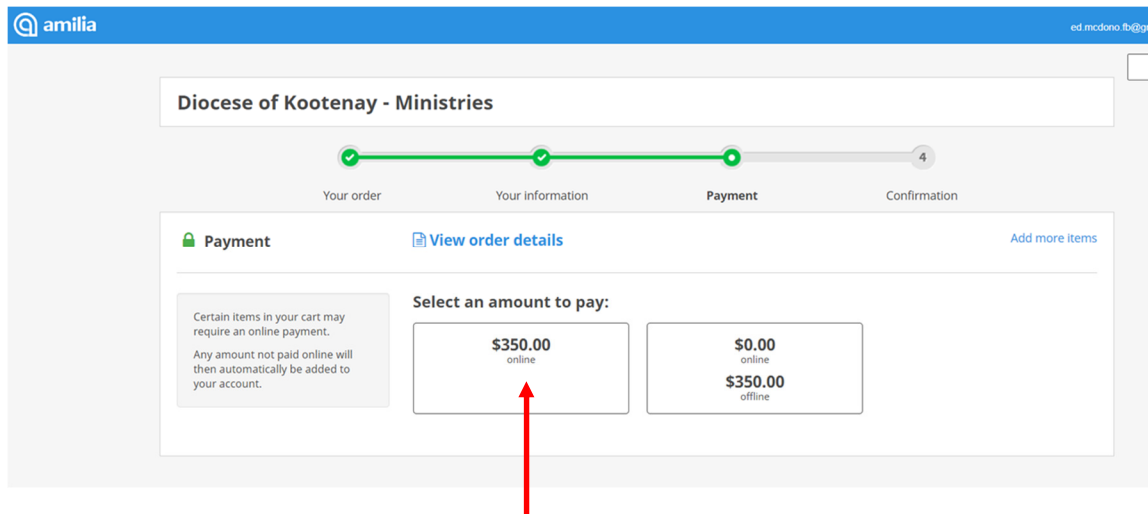 amilia
ed.mcdono.fb@g
Diocese of Kootenay - Ministries
4
Your order
Your information
Payment
Confirmation
Payment
View order details
Add more items
Certain items in your cart may
require an online payment.
Any amount not paid online will
then automatically be added to
your account.
Select an amount to pay:
$350.00
online
$0.00
online
$350.00
offline